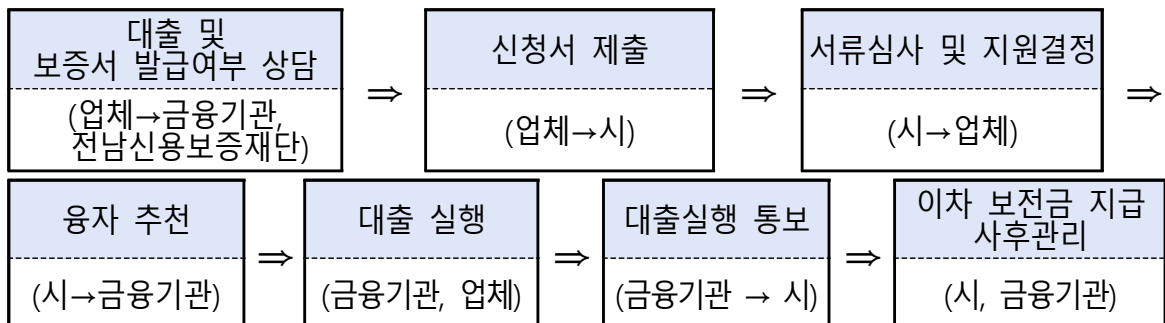 대출 및
보증서 발급여부 상담
(업체→금융기관,
전남신용보증재단)
⇒
신청서 제출
(업체→시)
⇒
서류심사 및 지원결정
(시→업체)
⇒
융자 추천
(시→금융기관)
⇒
대출 실행
(금융기관, 업체)
⇒
대출실행 통보
(금융기관 → 시)
⇒
이차 보전금 지급
사후관리
(시, 금융기관)